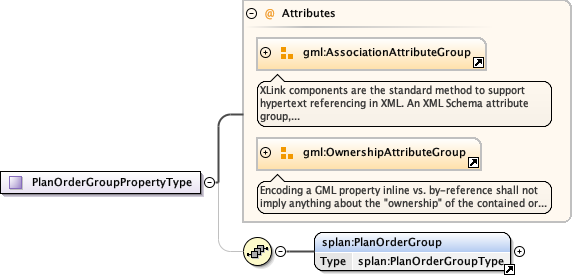 @ Attributes
gml:AssociationAttributeGroup
XLink components are the standard method to support
hypertext referencing in XML. An XML Schema attribute
group,...
gml:OwnershipAttributeGroup
Encoding a GML property inline vs. by-reference shall not
imply anything about the "ownership" of the contained or...
PlanOrderGroupPropertyType
splan:PlanOrderGroup
Type splan:PlanOrderGroupType